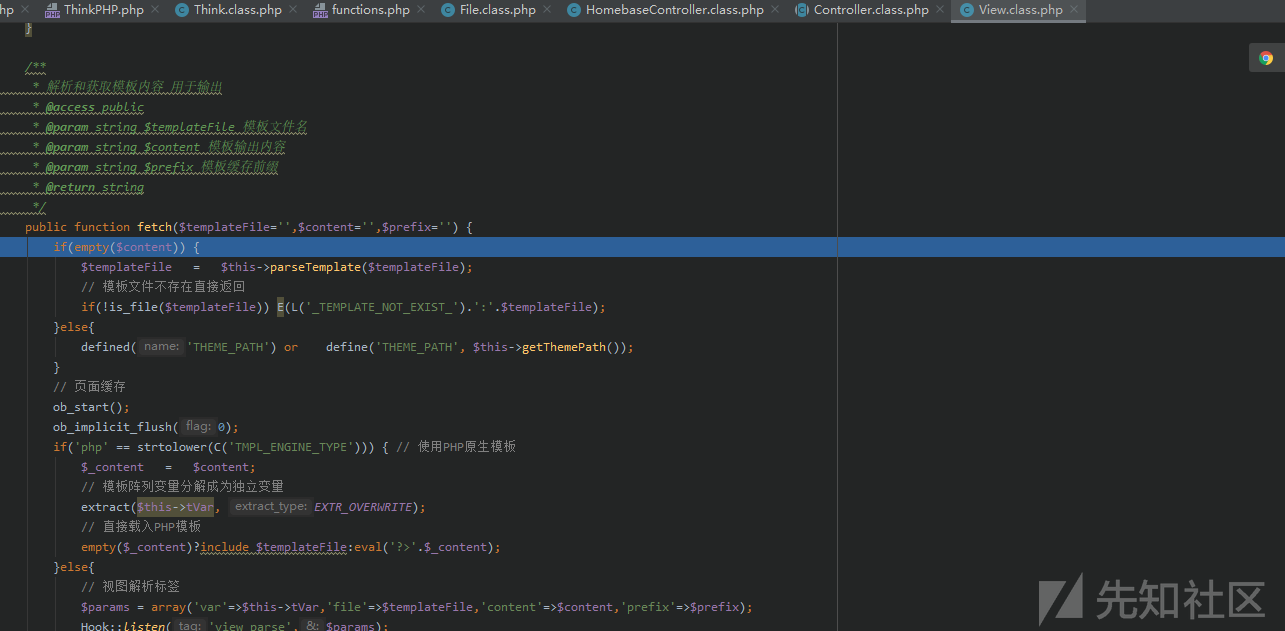 hp ThinkPHP.php Think.class.php functions.php File.class.php HomebaseController.class.php Controller.class.php View.class.php
}
/**
* 解析和获取模板内容 用于输出
* @access public
* @param string $templateFile 模板文件名
* @param string $content 模板输出内容
* @param string $prefix 模板缓存前缀
* @return string
*/
public function fetch($templateFile='',$content='',$prefix='') {
if(empty($content)) {
$templateFile   =   $this->parseTemplate($templateFile);
// 模板文件不存在直接返回
if(!is_file($templateFile)) E(L('_TEMPLATE_NOT_EXIST_').':'.$templateFile);
}else{
defined( name: 'THEME_PATH') or    define('THEME_PATH', $this->getThemePath());
}
// 页面缓存
ob_start();
ob_implicit_flush( flag: 0);
if('php' == strtolower(C('TMPL_ENGINE_TYPE'))) { // 使用PHP原生模板
$_content   =   $content;
// 模板阵列变量分解成为独立变量
extract($this->tVar, extract_type: EXTR_OVERWRITE);
// 直接载入PHP模板
empty($_content)?include $templateFile:eval('?>'.$_content);
}else{
// 视图解析标签
$params = array('var'=>$this->tVar,'file'=>$templateFile,'content'=>$content,'prefix'=>$prefix);
Hook::listen( tag: 'view_parse', &: $params);
先知社区